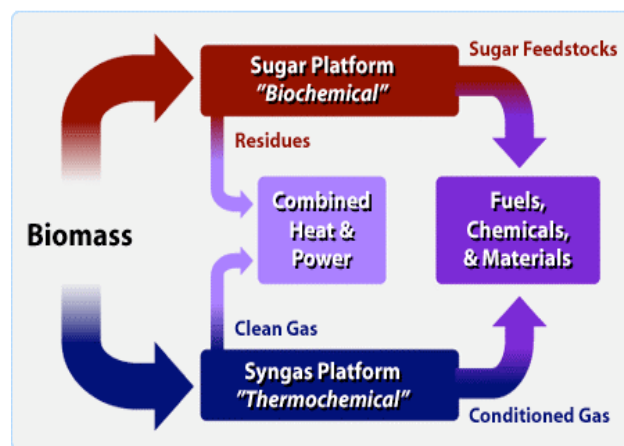 Sugar Platform
"Biochemical"
Sugar Feedstocks
Residues
Biomass
Combined
Heat &
Power
Fuels,
Chemicals,
& Materials
Clean Gas
Syngas Platform
"Thermochemical"
Conditioned Gas